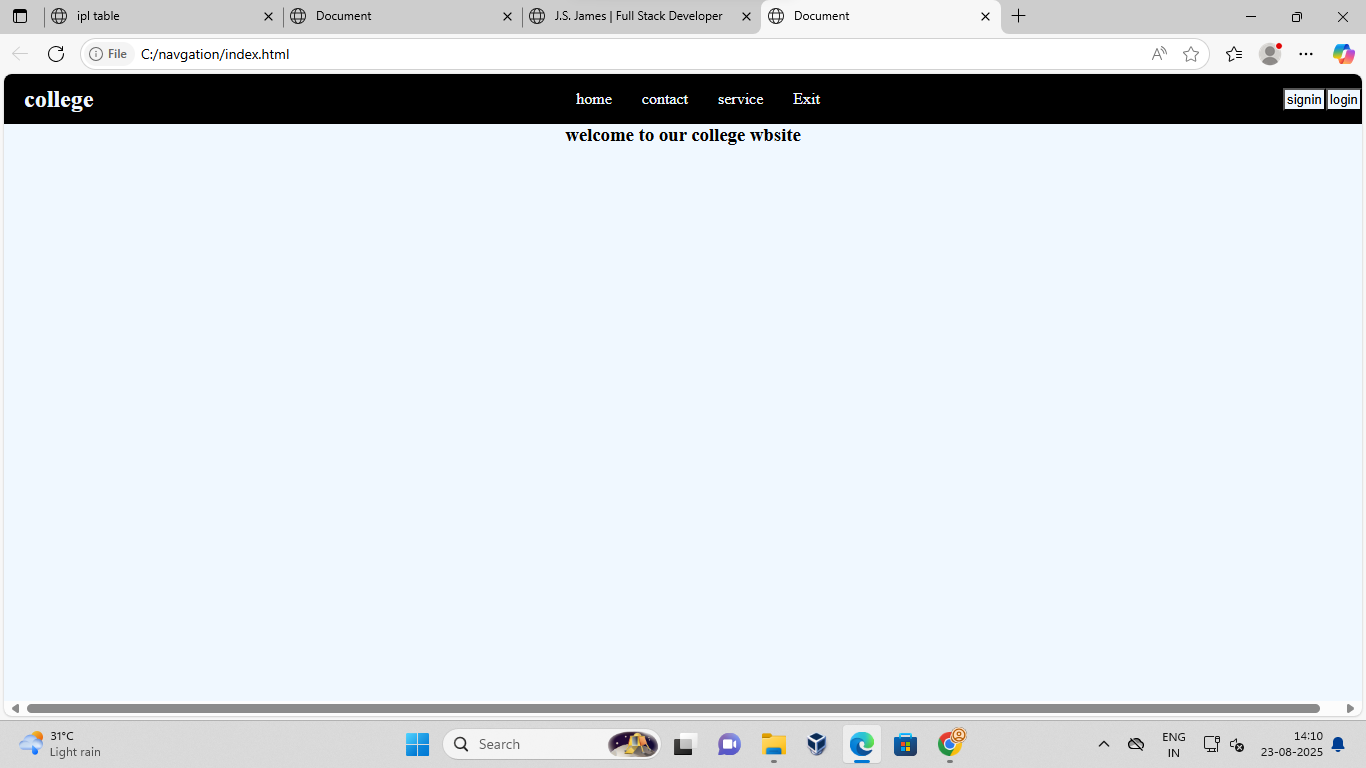 ipl table
Document
J.S. James | Full Stack Developer
Document
File
C:/navgation/index.html
college
home
contact
service
Exit
signin
login
welcome to our college wbsite
31°C
Light rain
Search
ENG
IN
14:10
23-08-2025